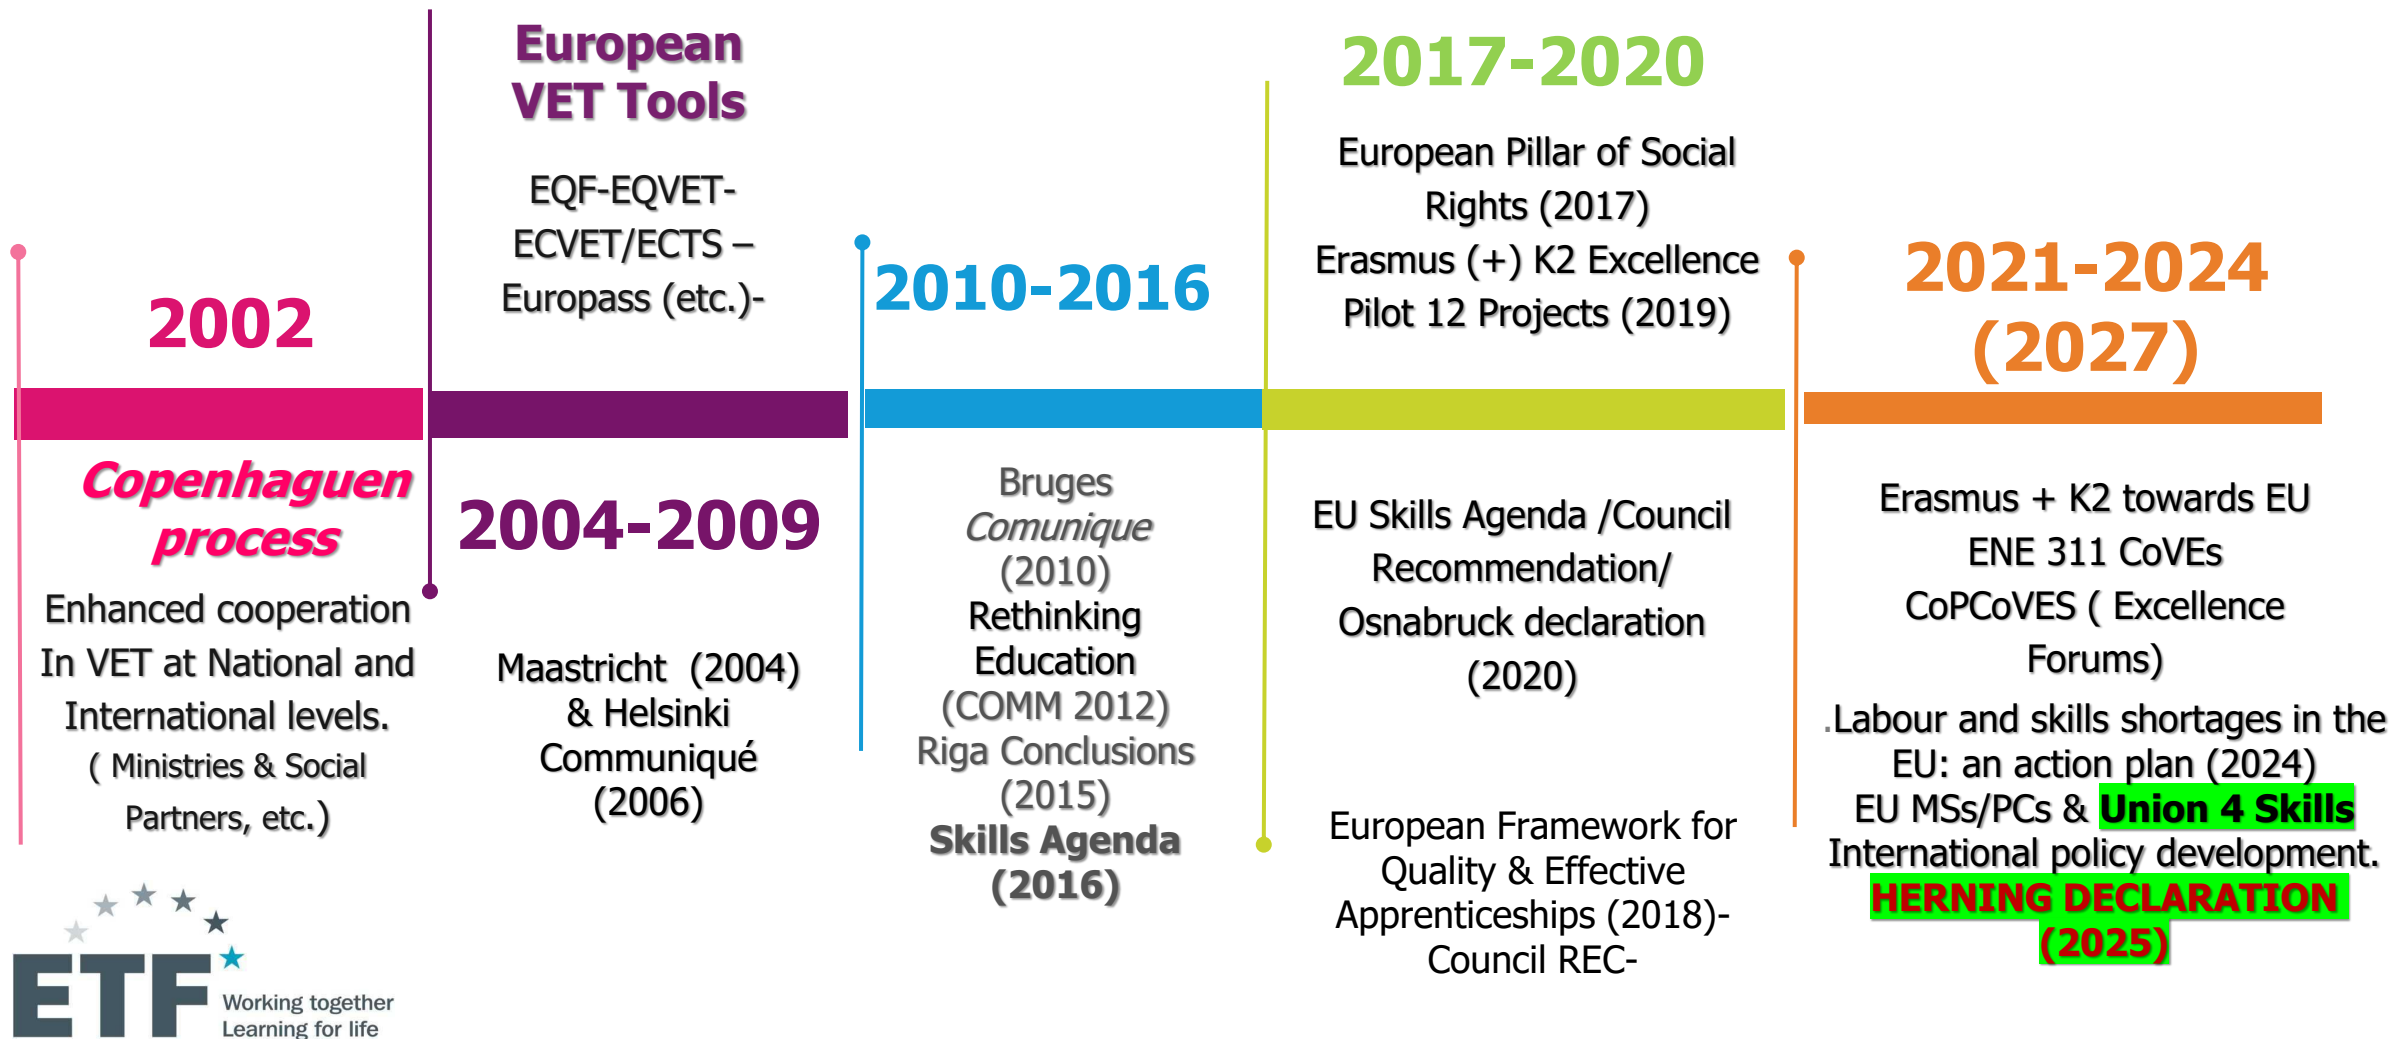 2002
Copenhaguen
process
Enhanced cooperation
In VET at National and
International levels.
( Ministries & Social
Partners, etc.)
European
VET Tools
EQF-EQVET-
ECVET/ECTS –
Europass (etc.)-
2004-2009
Maastricht (2004)
& Helsinki
Communiqué
(2006)
2010-2016
Bruges
Comunique
(2010)
Rethinking
Education
(COMM 2012)
Riga Conclusions
(2015)
Skills Agenda
(2016)
2017-2020
European Pillar of Social
Rights (2017)
Erasmus (+) K2 Excellence
Pilot 12 Projects (2019)
EU Skills Agenda /Council
Recommendation/
Osnabruck declaration
(2020)
European Framework for
Quality & Effective
Apprenticeships (2018)-
Council REC-
2021-2024
(2027)
Erasmus + K2 towards EU
ENE 311 CoVEs
CoPCoVES ( Excellence
Forums)
.Labour and skills shortages in the
EU: an action plan (2024)
EU MSs/PCs & Union 4 Skills
International policy development.
HERNING DECLARATION
(2025)
ETF
Working together
Learning for life